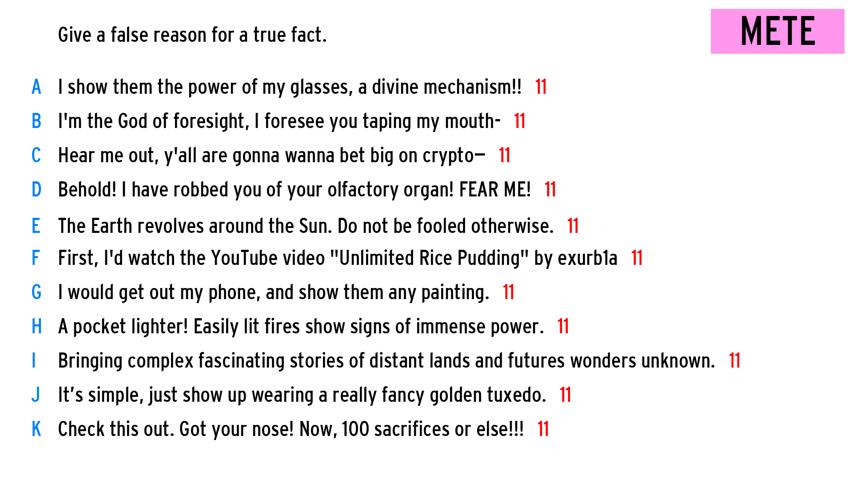 Give a false reason for a true fact.
METE
A I show them the power of my glasses, a divine mechanism!! 11
B I'm the God of foresight, I foresee you taping my mouth- 11
C Hear me out, y'all are gonna wanna bet big on crypto— 11
D Behold! I have robbed you of your olfactory organ! FEAR ME! 11
E The Earth revolves around the Sun. Do not be fooled otherwise. 11
F First, I'd watch the YouTube video "Unlimited Rice Pudding" by exurb1a 11
G I would get out my phone, and show them any painting. 11
H A pocket lighter! Easily lit fires show signs of immense power. 11
I Bringing complex fascinating stories of distant lands and futures wonders unknown. 11
J It’s simple, just show up wearing a really fancy golden tuxedo. 11
K Check this out. Got your nose! Now, 100 sacrifices or else!!! 11